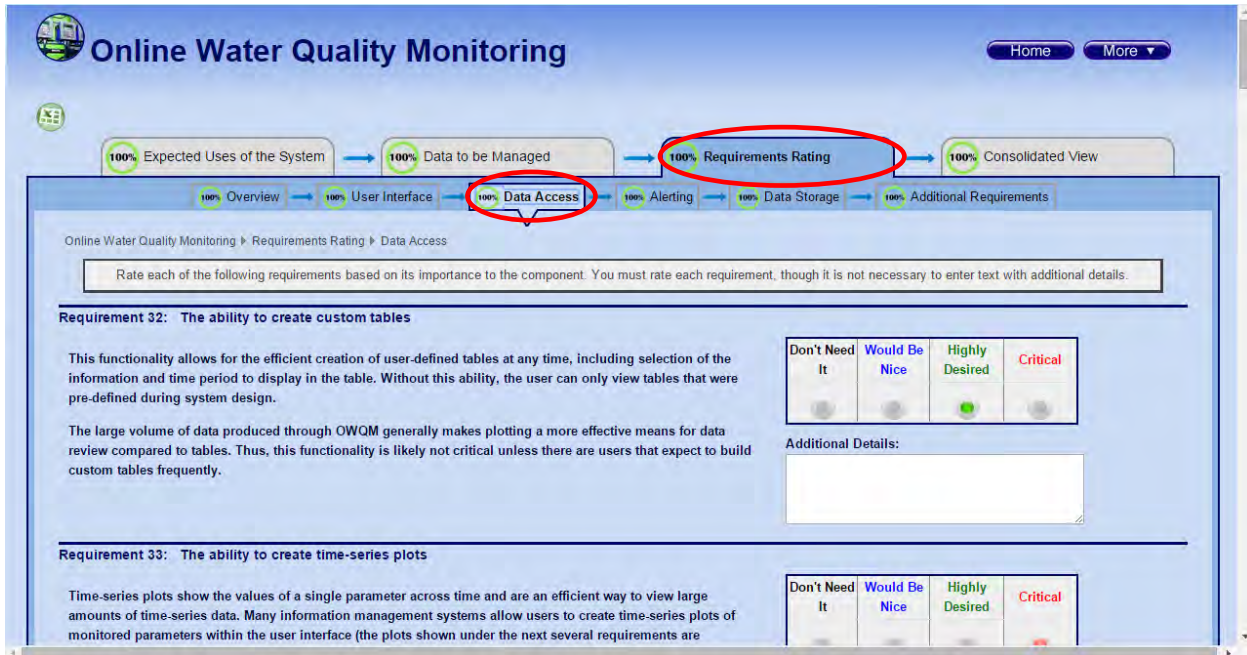 Online Water Quality Monitoring
Home More ▼
100% Expected Uses of the System 100% Data to be Managed 100% Requirements Rating 100% Consolidated View
100% Overview 100% User Interface 100% Data Access 100% Alerting 100% Data Storage 100% Additional Requirements
Online Water Quality Monitoring ▶ Requirements Rating ▶ Data Access
Rate each of the following requirements based on its importance to the component. You must rate each requirement, though it is not necessary to enter text with additional details.
Requirement 32: The ability to create custom tables
This functionality allows for the efficient creation of user-defined tables at any time, including selection of the
information and time period to display in the table. Without this ability, the user can only view tables that were
pre-defined during system design.
The large volume of data produced through OWQM generally makes plotting a more effective means for data
review compared to tables. Thus, this functionality is likely not critical unless there are users that expect to build
custom tables frequently.
Don't Need It
Would Be Nice
Highly Desired
Critical
Additional Details:
Requirement 33: The ability to create time-series plots
Time-series plots show the values of a single parameter across time and are an efficient way to view large
amounts of time-series data. Many information management systems allow users to create time-series plots of
monitored parameters within the user interface (the plots shown under the next several requirements are
Don't Need It
Would Be Nice
Highly Desired
Critical